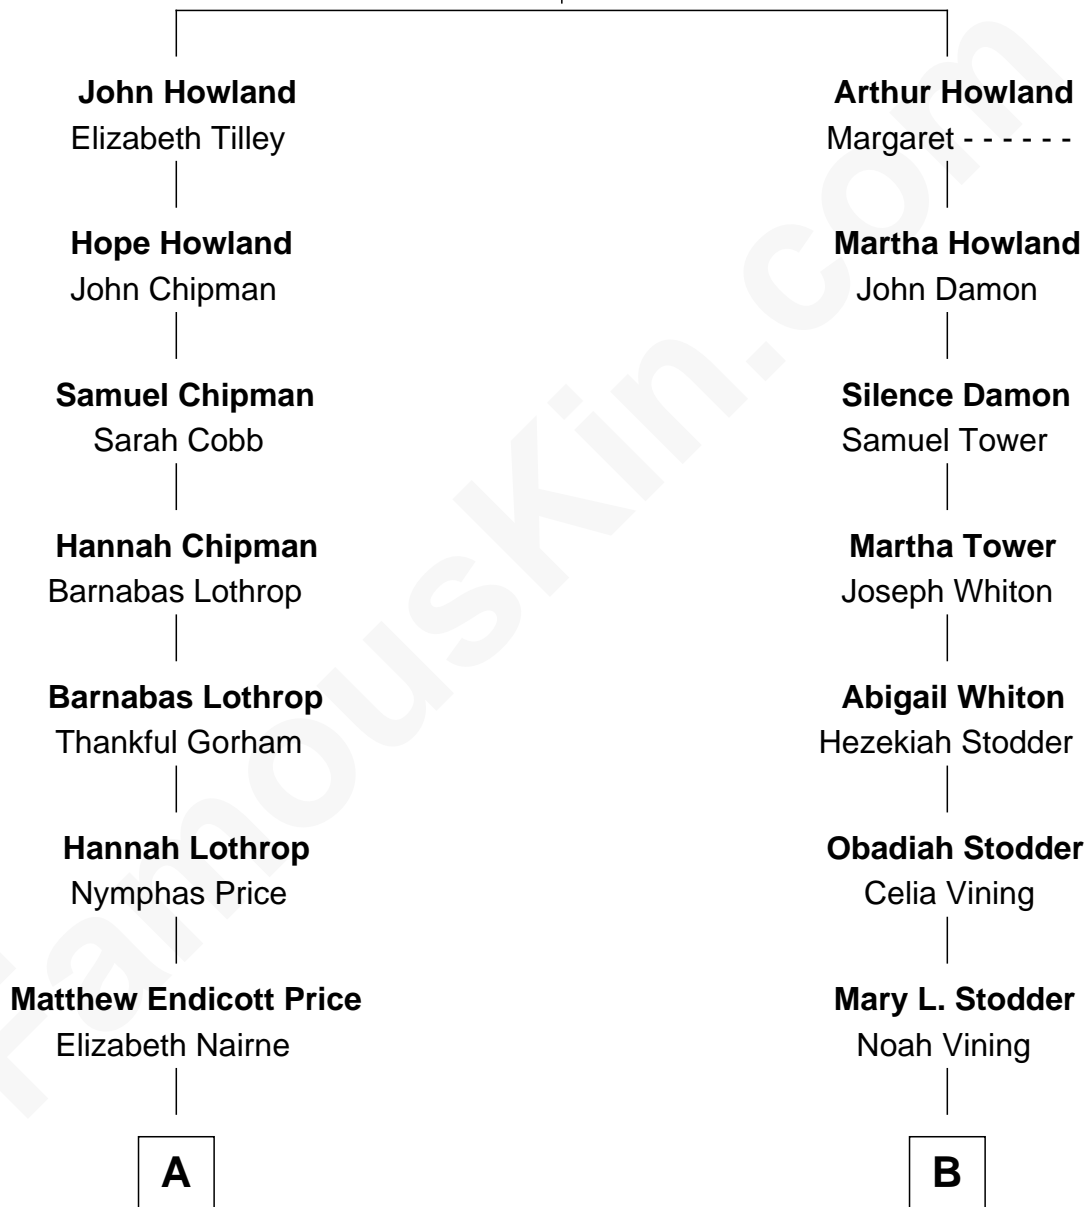 John Howland
Elizabeth Tilley
Hope Howland
John Chipman
Samuel Chipman
Sarah Cobb
Hannah Chipman
Barnabas Lothrop
Barnabas Lothrop
Thankful Gorham
Hannah Lothrop
Nymphas Price
Matthew Endicott Price
Elizabeth Nairne
A
Arthur Howland
Margaret - - - - - -
Martha Howland
John Damon
Silence Damon
Samuel Tower
Martha Tower
Joseph Whiton
Abigail Whiton
Hezekiah Stodder
Obadiah Stodder
Celia Vining
Mary L. Stodder
Noah Vining
B
FamousKin.com